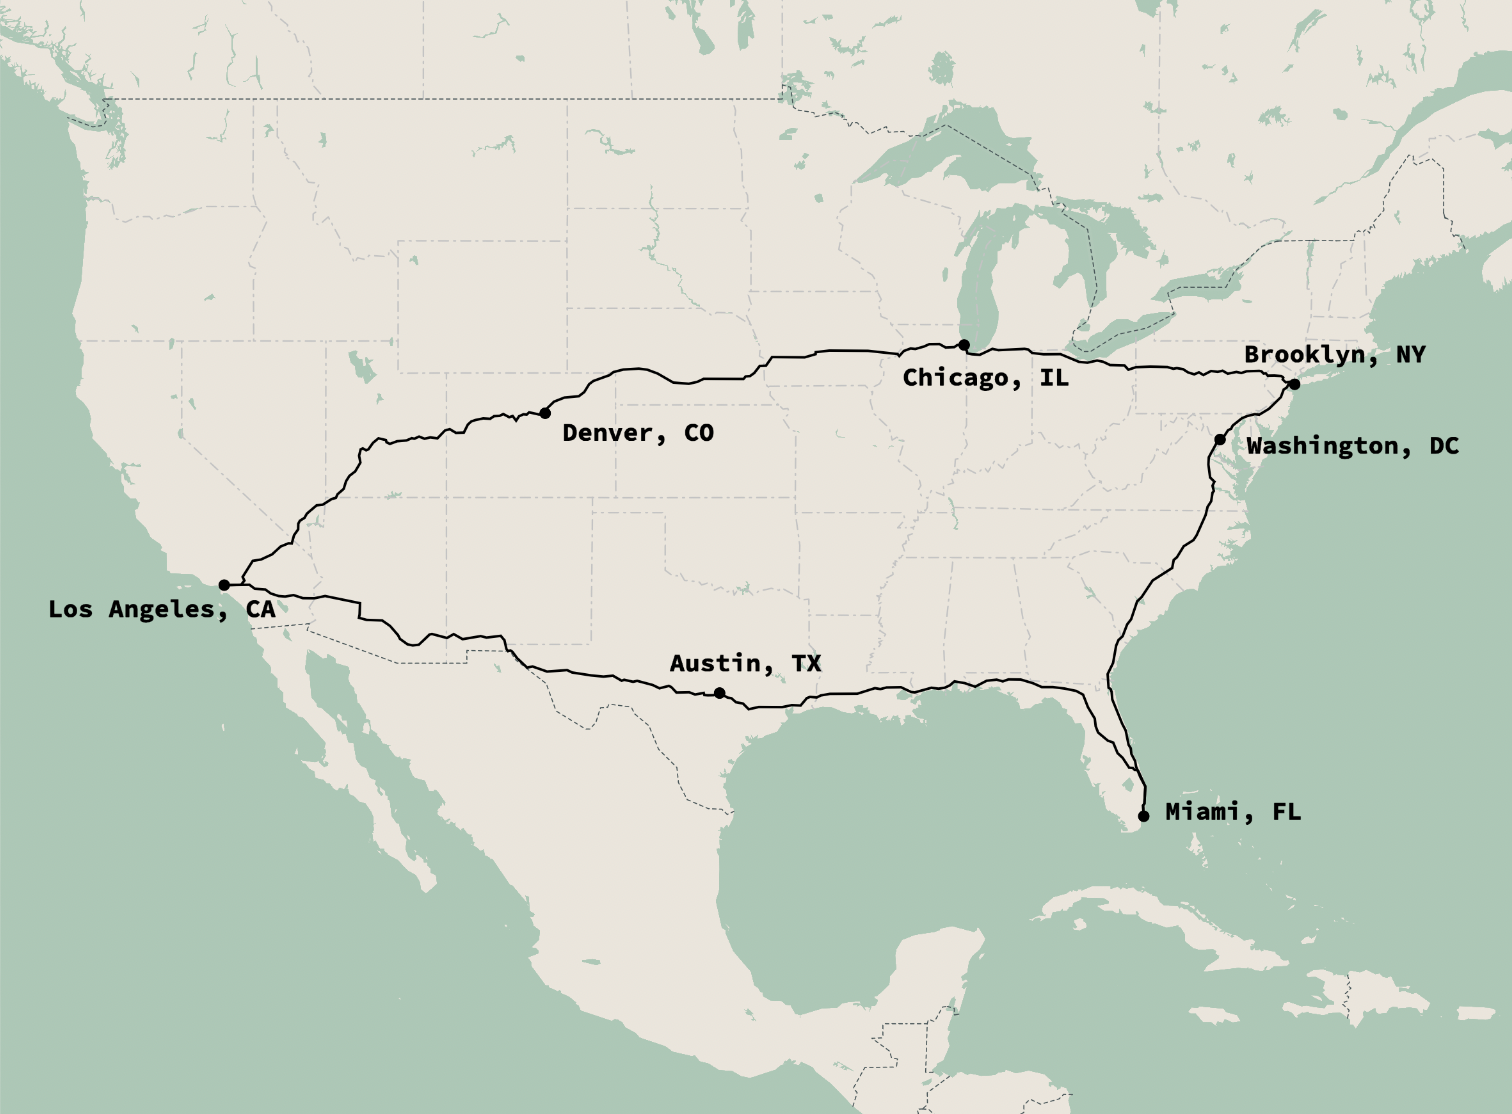 Brooklyn, NY
Chicago, IL
Denver, CO
Washington, DC
Los Angeles, CA
Austin, TX
Miami, FL